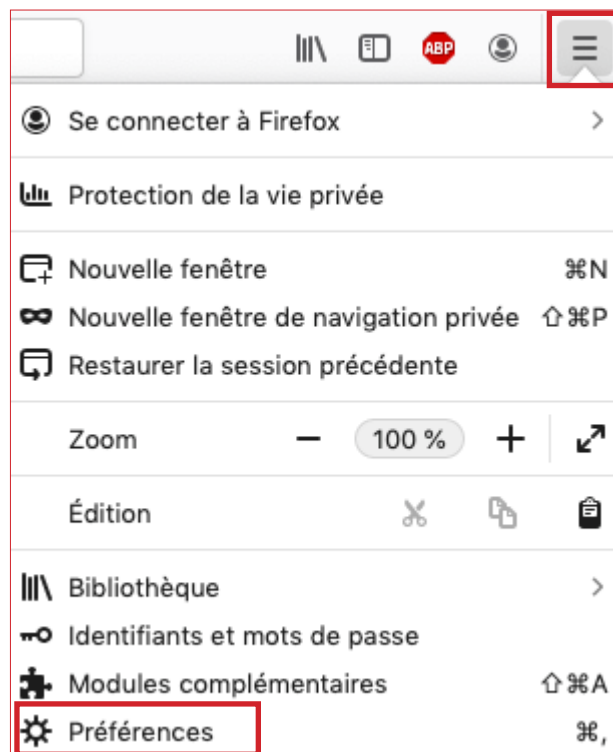 ABP
Se connecter à Firefox
Protection de la vie privée
Nouvelle fenêtre ⌘N
Nouvelle fenêtre de navigation privée ⇧⌘P
Restaurer la session précédente
Zoom − 100 % +
Édition
Bibliothèque
Identifiants et mots de passe
Modules complémentaires ⇧⌘A
Préférences ⌘,